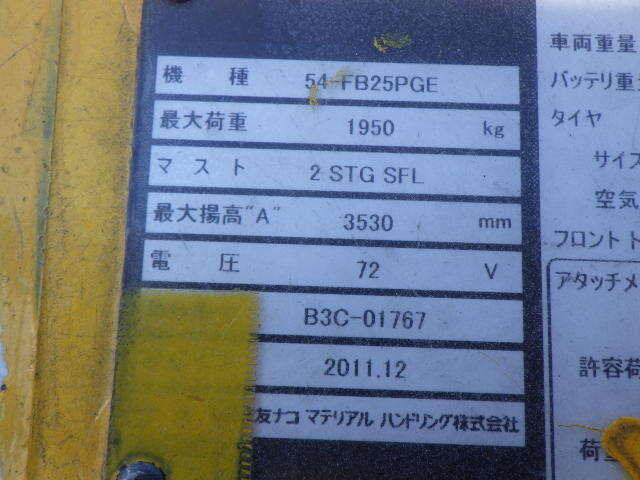 機種 54-FB25PGE
最大荷重 1950 kg
マスト 2 STG SFL
最大揚高"A" 3530 mm
電圧 72 V
B3C-01767
2011.12
友ナコ マテリアル ハンドリング株式会社
車両重量
バッテリ重
タイヤ
サイズ
空気
フロント
アタッチメ
許容荷
荷重